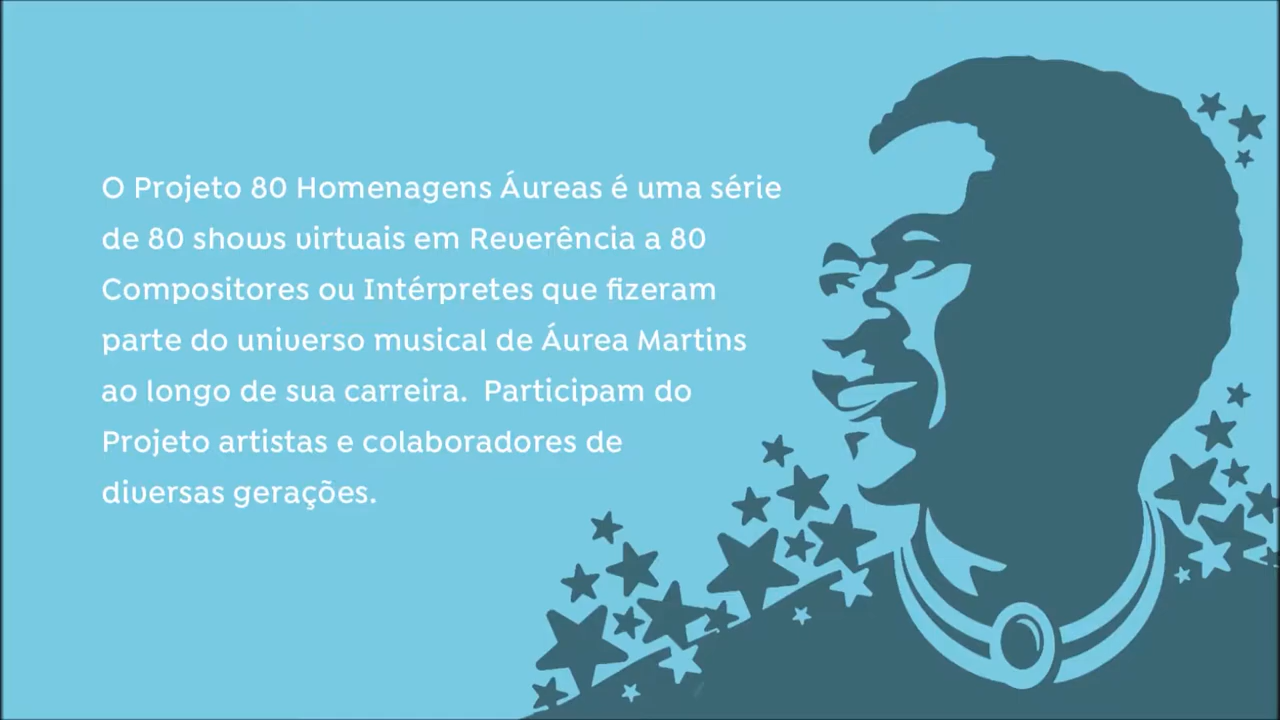 O Projeto 80 Homenagens Áureas é uma série
de 80 shows virtuais em Reverência a 80
Compositores ou Intérpretes que fizeram
parte do universo musical de Áurea Martins
ao longo de sua carreira.  Participam do
Projeto artistas e colaboradores de
diversas gerações.